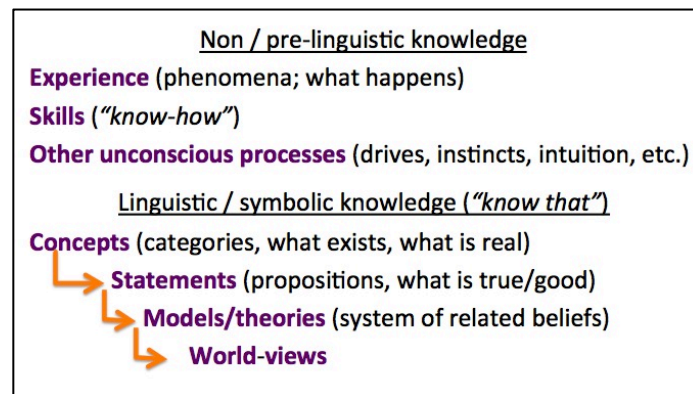 Non / pre-linguistic knowledge
Experience (phenomena; what happens)
Skills (“know-how”)
Other unconscious processes (drives, instincts, intuition, etc.)
Linguistic / symbolic knowledge (“know that”)
Concepts (categories, what exists, what is real)
Statements (propositions, what is true/good)
Models/theories (system of related beliefs)
World-views